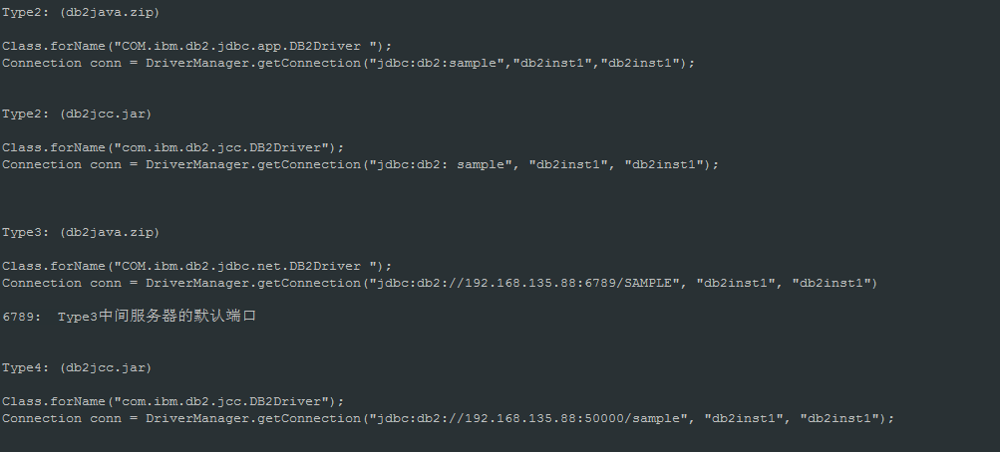 Type2: (db2java.zip)
Class.forName("COM.ibm.db2.jdbc.app.DB2Driver ");
Connection conn = DriverManager.getConnection("jdbc:db2:sample","db2inst1","db2inst1");
Type2: (db2jcc.jar)
Class.forName("com.ibm.db2.jcc.DB2Driver");
Connection conn = DriverManager.getConnection("jdbc:db2: sample", "db2inst1", "db2inst1");
Type3: (db2java.zip)
Class.forName("COM.ibm.db2.jdbc.net.DB2Driver ");
Connection conn = DriverManager.getConnection("jdbc:db2://192.168.135.88:6789/SAMPLE", "db2inst1", "db2inst1")
6789:  Type3中间服务器的默认端口
Type4: (db2jcc.jar)
Class.forName("com.ibm.db2.jcc.DB2Driver");
Connection conn = DriverManager.getConnection("jdbc:db2://192.168.135.88:50000/sample", "db2inst1", "db2inst1");